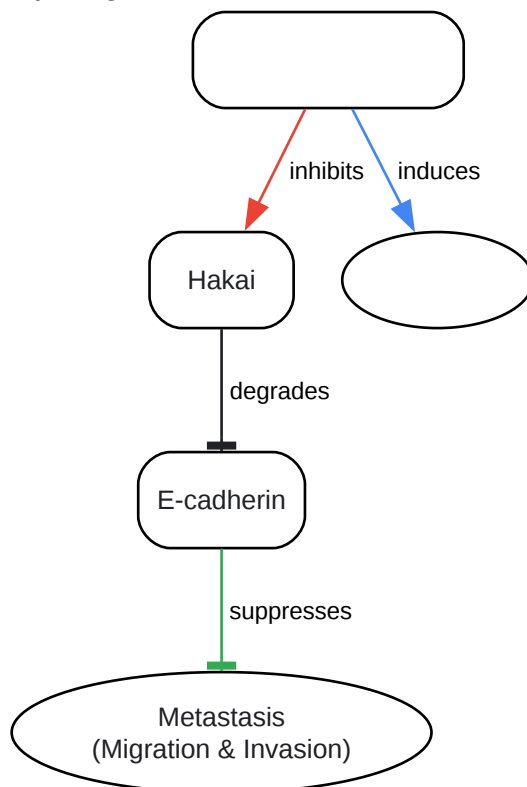 inhibits
induces
Hakai
degrades
E-cadherin
suppresses
Metastasis
(Migration & Invasion)